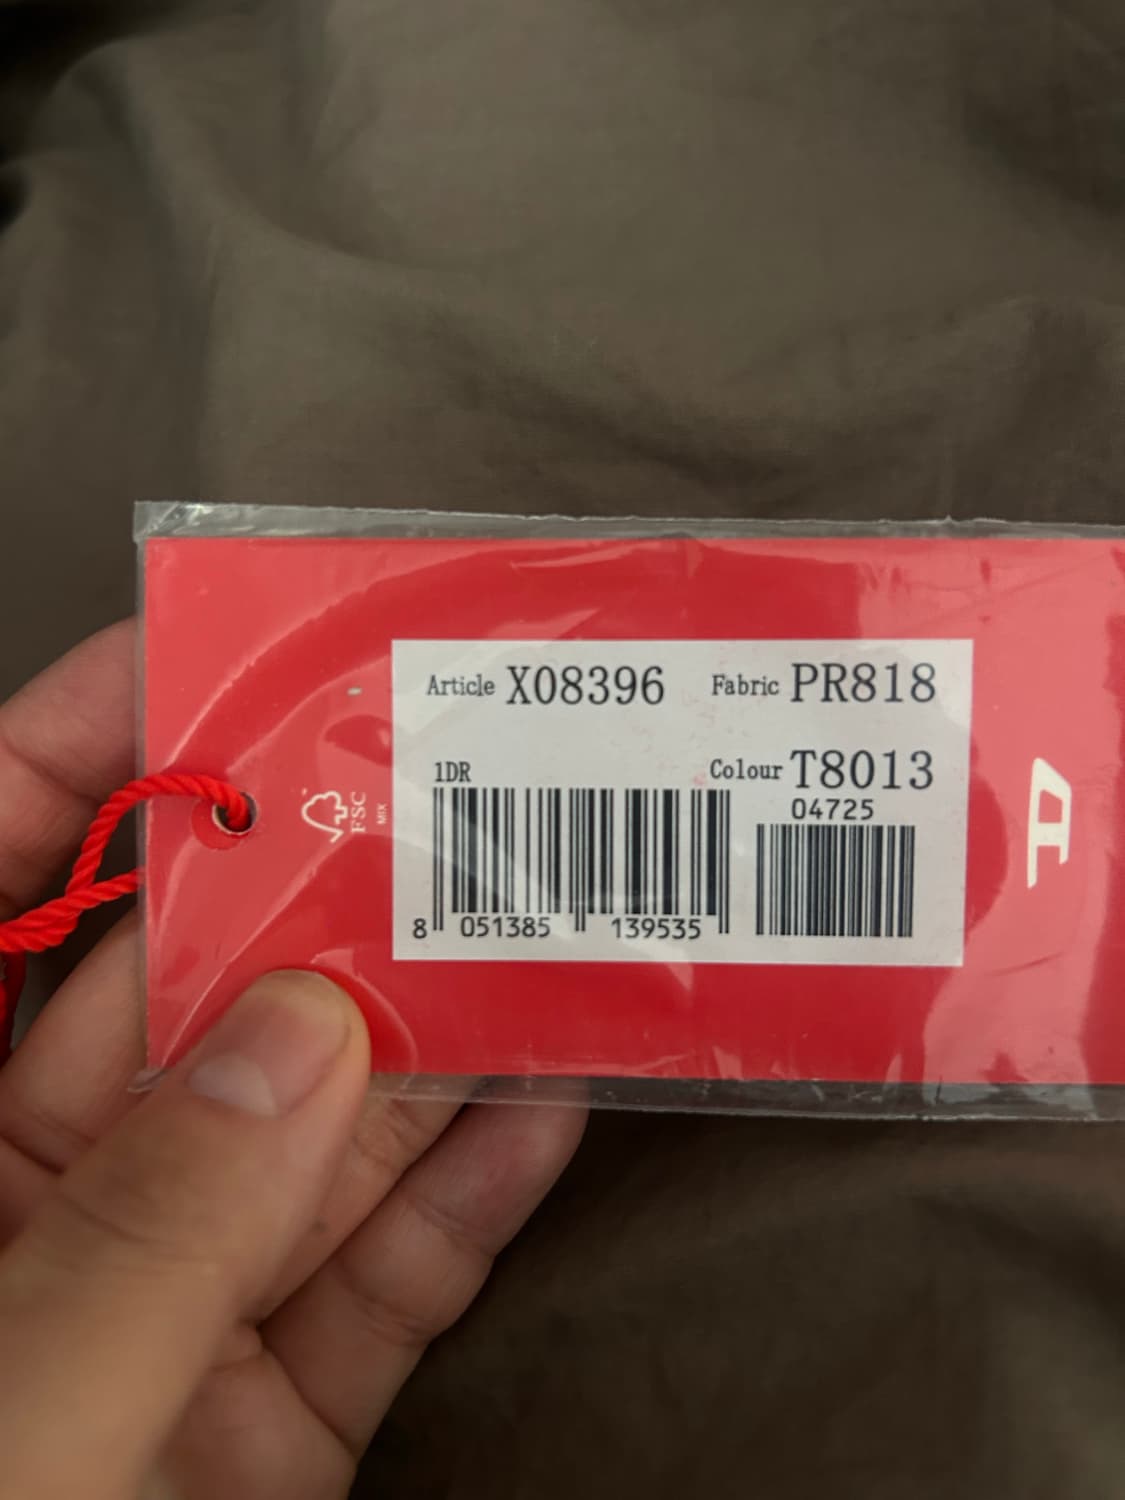 Article X08396 Fabric PR818
1DR Colour T8013
04725
8 051385 139535
FSC
MIX
D